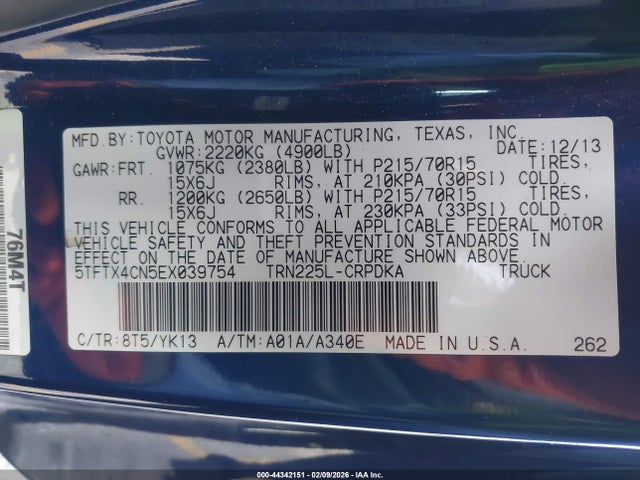 MFD.BY:TOYOTA MOTOR MANUFACTURING, TEXAS, INC.
GVWR:2220KG (4900LB) DATE:12/13
GAWR:FRT. 1075KG (2380LB) WITH P215/70R15 TIRES,
15X6J RIMS, AT 210KPA (30PSI) COLD.
RR. 1200KG (2650LB) WITH P215/70R15 TIRES,
15X6J RIMS, AT 230KPA (33PSI) COLD.
THIS VEHICLE CONFORMS TO ALL APPLICABLE FEDERAL MOTOR
VEHICLE SAFETY AND THEFT PREVENTION STANDARDS IN
EFFECT ON THE DATE OF MANUFACTURE SHOWN ABOVE.
5TFTX4CN5EX039754 TRN225L-CRPDKA TRUCK
C/TR:8T5/YK13 A/TM:A01A/A340E MADE IN U.S.A. 262
76M4T
000-44342151 - 02/09/2026 - IAA Inc.